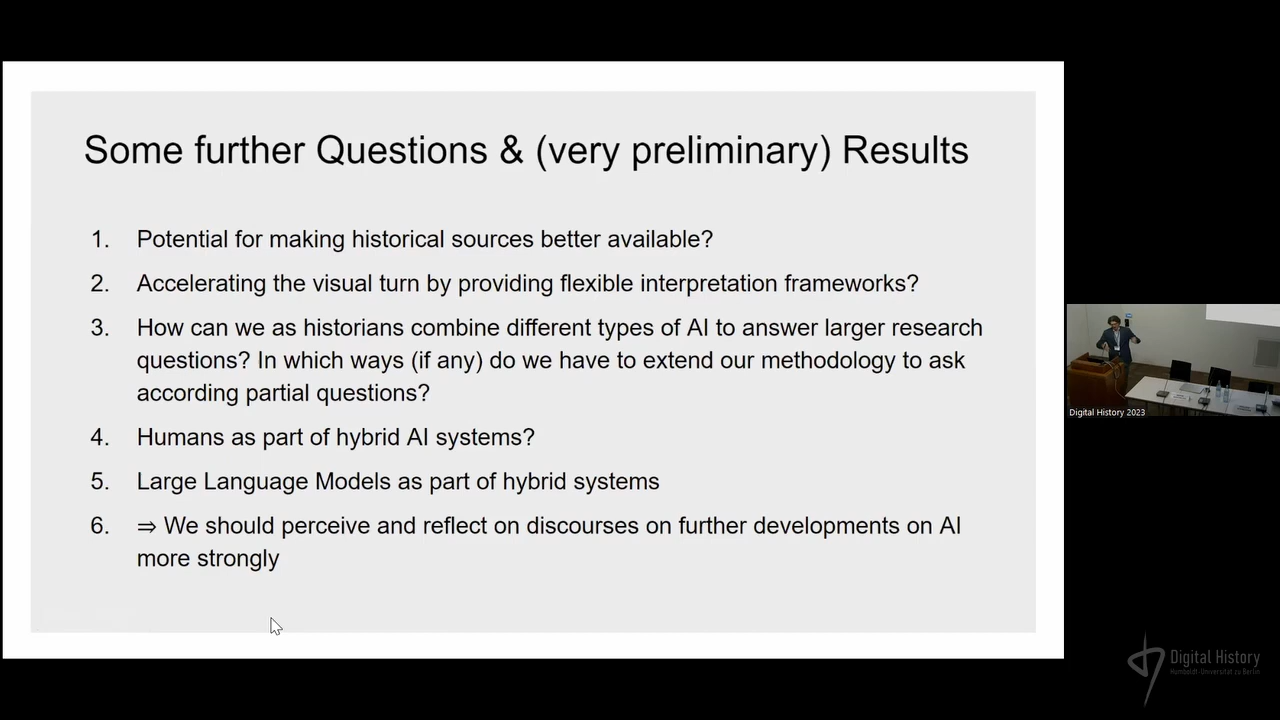 Some further Questions & (very preliminary) Results
1. Potential for making historical sources better available?
2. Accelerating the visual turn by providing flexible interpretation frameworks?
3. How can we as historians combine different types of AI to answer larger research
questions? In which ways (if any) do we have to extend our methodology to ask
according partial questions?
4. Humans as part of hybrid AI systems?
5. Large Language Models as part of hybrid systems
6. ⇒ We should perceive and reflect on discourses on further developments on AI
more strongly
Digital History 2023
Digital History
Humboldt-Universität zu Berlin